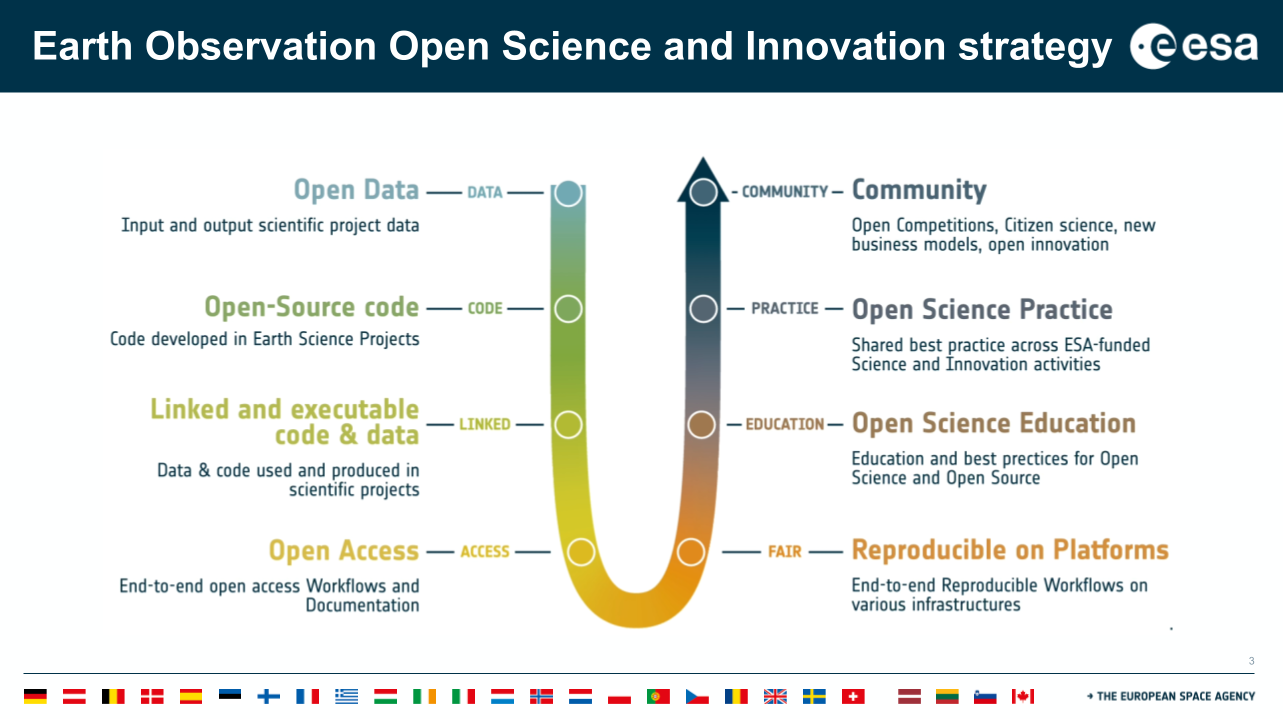 Earth Observation Open Science and Innovation strategy
esa
Open Data
DATA
Input and output scientific project data
Open-Source code
CODE
Code developed in Earth Science Projects
Linked and executable
code & data
LINKED
Data & code used and produced in
scientific projects
Open Access
ACCESS
End-to-end open access Workflows and
Documentation
COMMUNITY
Community
Open Competitions, Citizen science, new
business models, open innovation
PRACTICE
Open Science Practice
Shared best practice across ESA-funded
Science and Innovation activities
EDUCATION
Open Science Education
Education and best prectices for Open
Science and Open Source
FAIR
Reproducible on Platforms
End-to-end Reproducible Workflows on
various infrastructures
3
→ THE EUROPEAN SPACE AGENCY